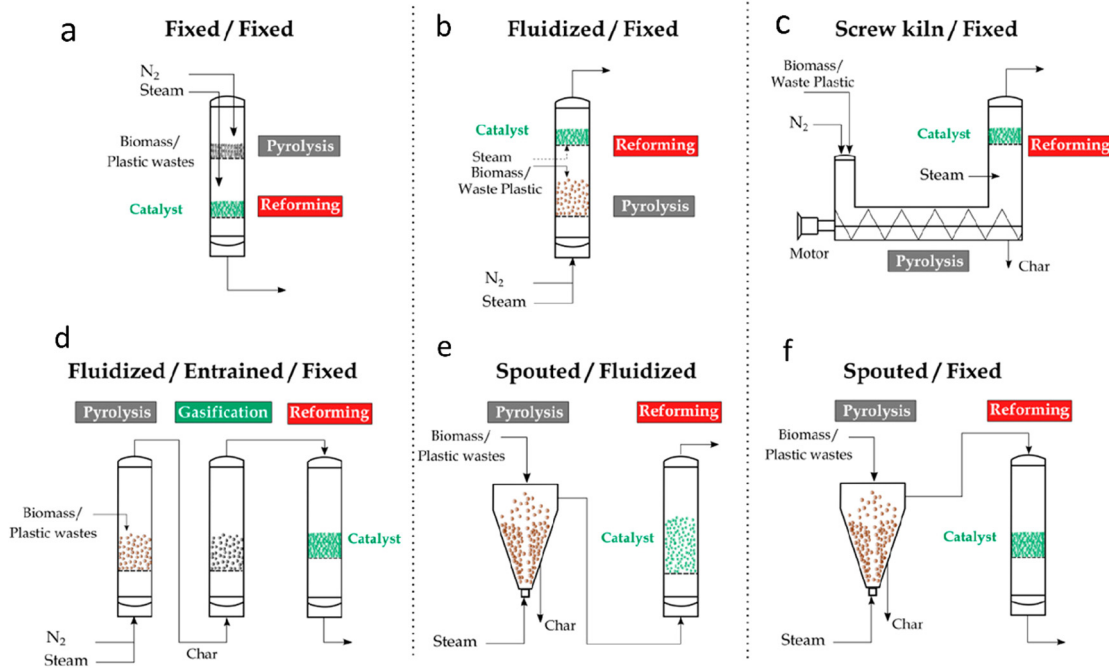 a
Fixed / Fixed
N2
Steam
Biomass/
Plastic wastes
Pyrolysis
Catalyst
Reforming
b
Fluidized / Fixed
Catalyst
Steam
Biomass/
Waste Plastic
Reforming
Pyrolysis
N2
Steam
c
Screw kiln / Fixed
Biomass/
Waste Plastic
N2
Catalyst
Reforming
Steam
Motor
Pyrolysis
Char
d
Fluidized / Entrained / Fixed
Pyrolysis
Gasification
Reforming
Biomass/
Plastic wastes
Catalyst
N2
Steam
Char
e
Spouted / Fluidized
Pyrolysis
Reforming
Biomass/
Plastic wastes
Catalyst
Char
Steam
f
Spouted / Fixed
Pyrolysis
Reforming
Biomass/
Plastic wastes
Catalyst
Char
Steam